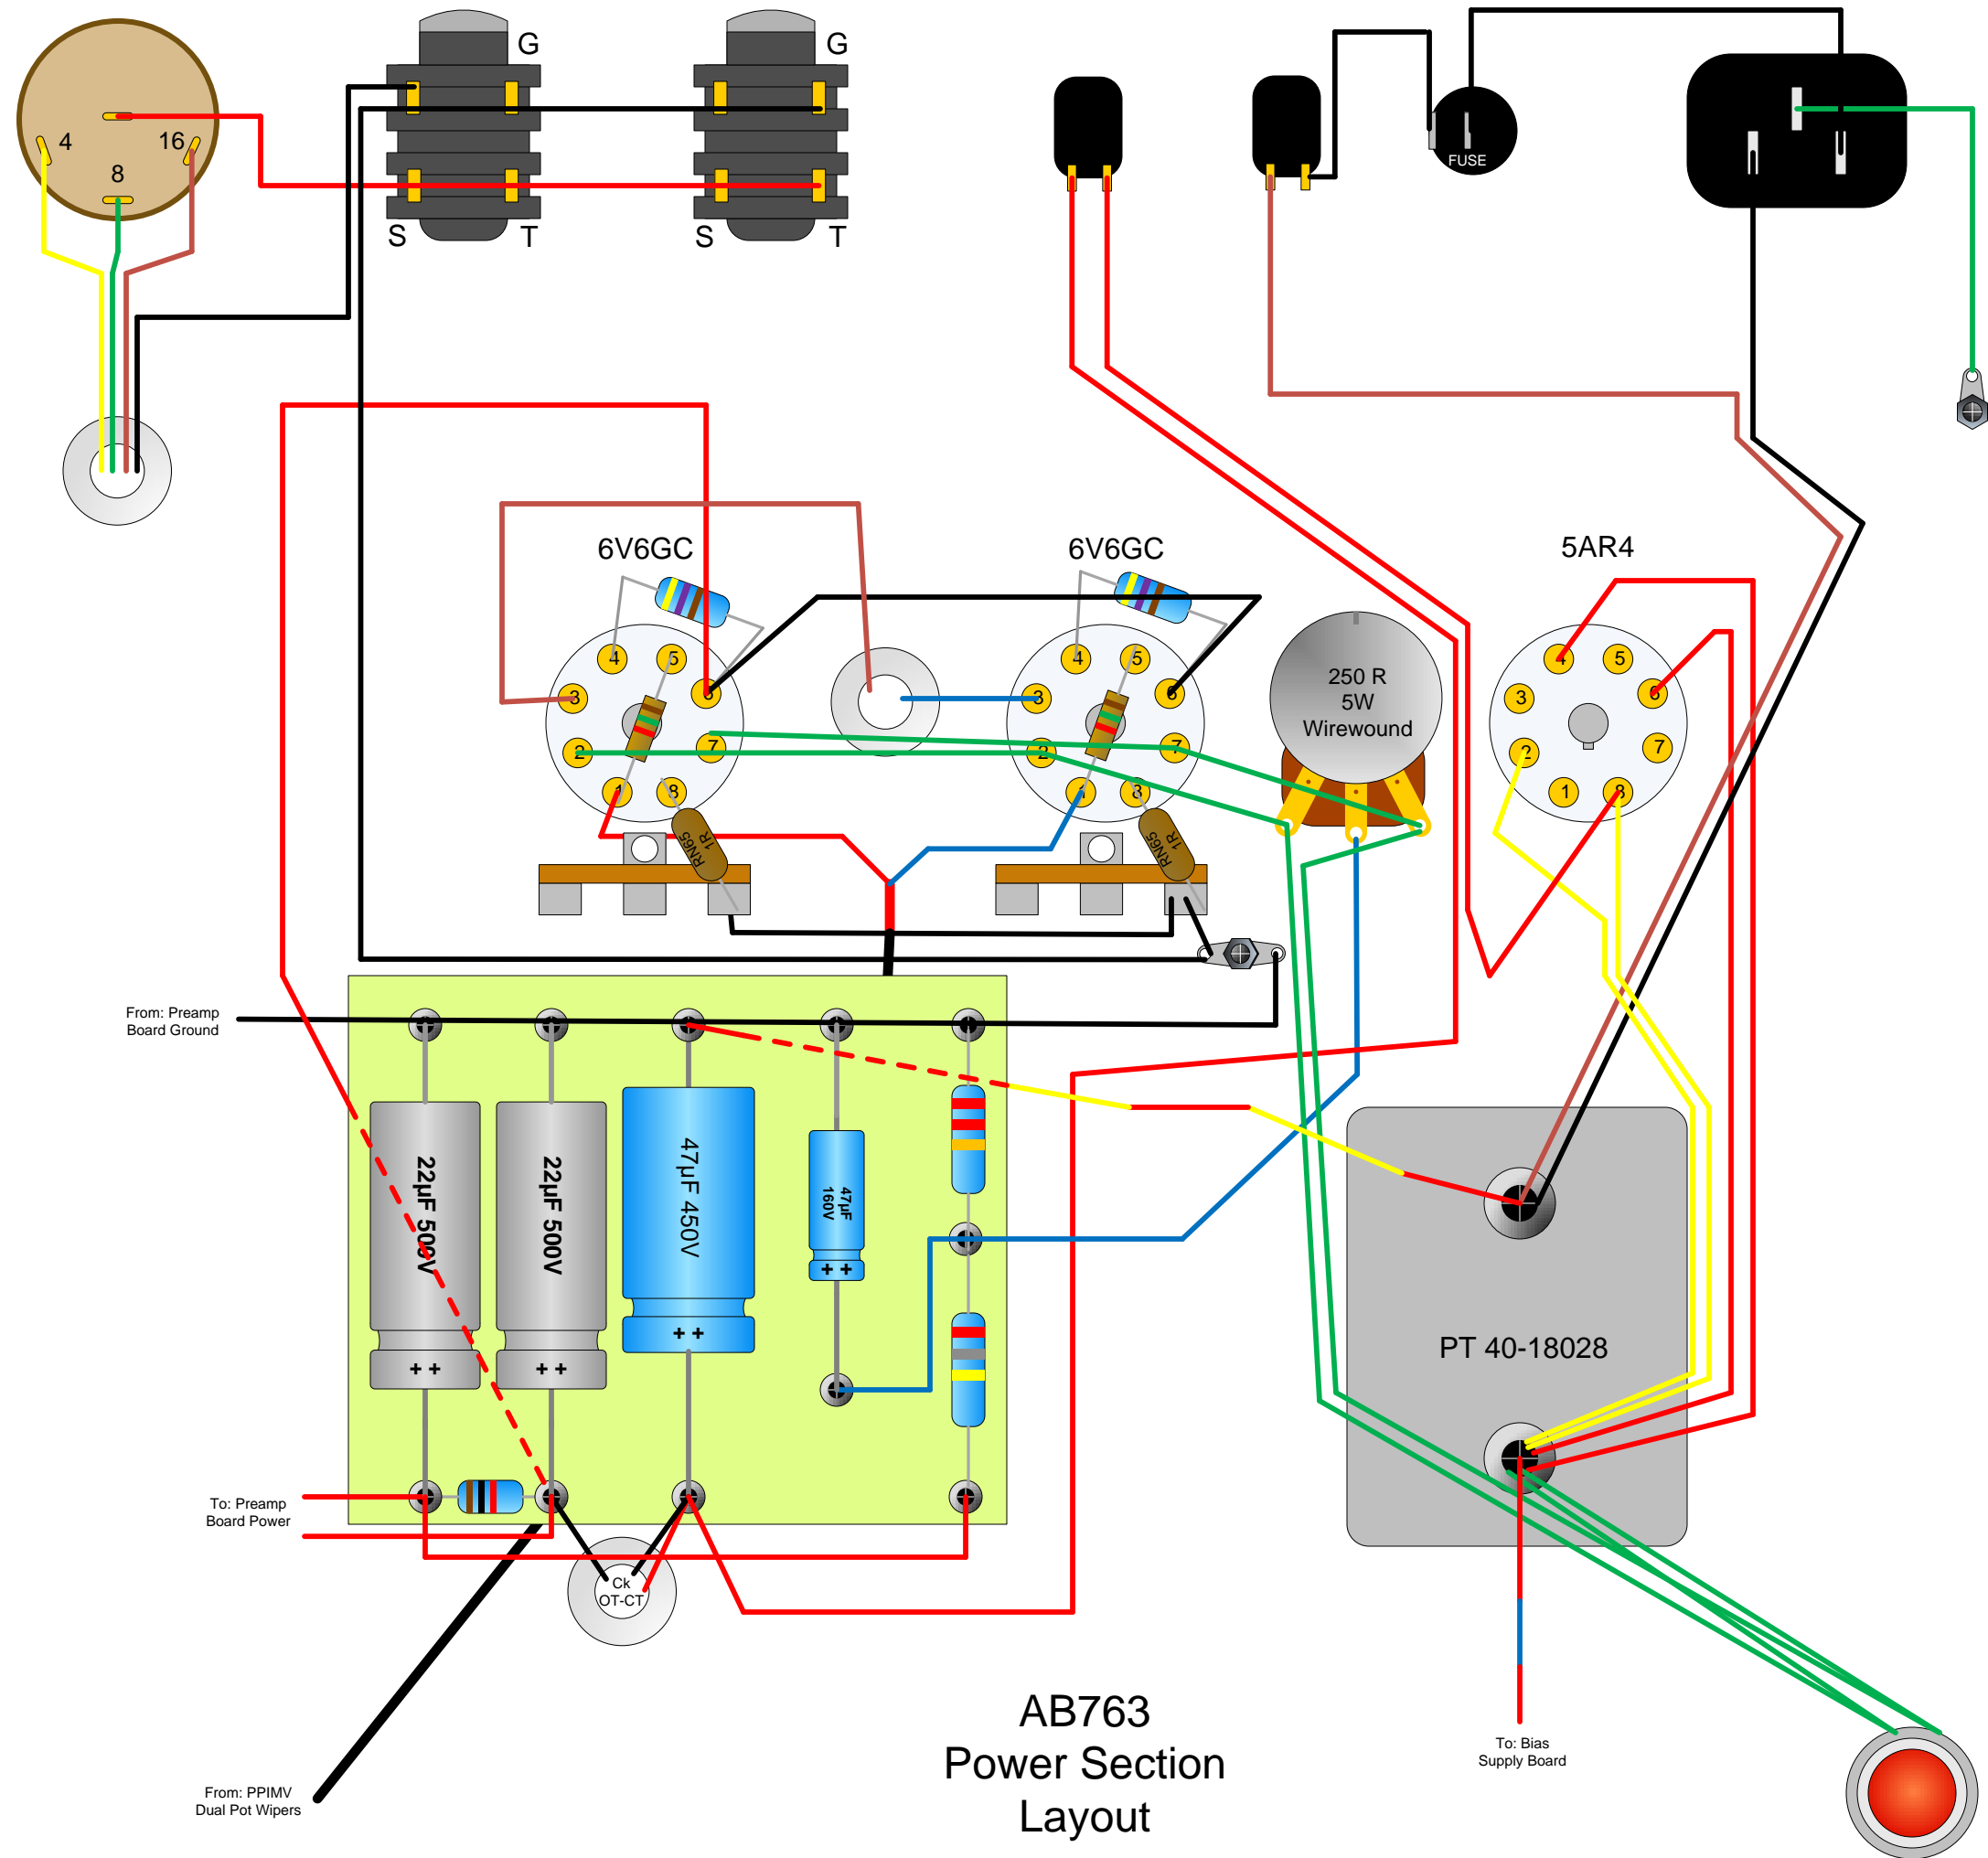 G
G
4
16
8
S
T
S
T
FUSE
6V6GC
6V6GC
5AR4
4
5
3
6
2
7
1
8
4
5
3
6
2
7
1
8
250 R
5W
Wirewound
4
5
3
6
2
7
1
8
RN65
1R
RN65
1R
From: Preamp
Board Ground
22µF 500V
22µF 500V
47µF 450V
47µF
160V
+ +
+ +
+ +
+ +
PT 40-18028
To: Preamp
Board Power
Ck
OT-CT
From: PPIMV
Dual Pot Wipers
AB763
Power Section
Layout
To: Bias
Supply Board